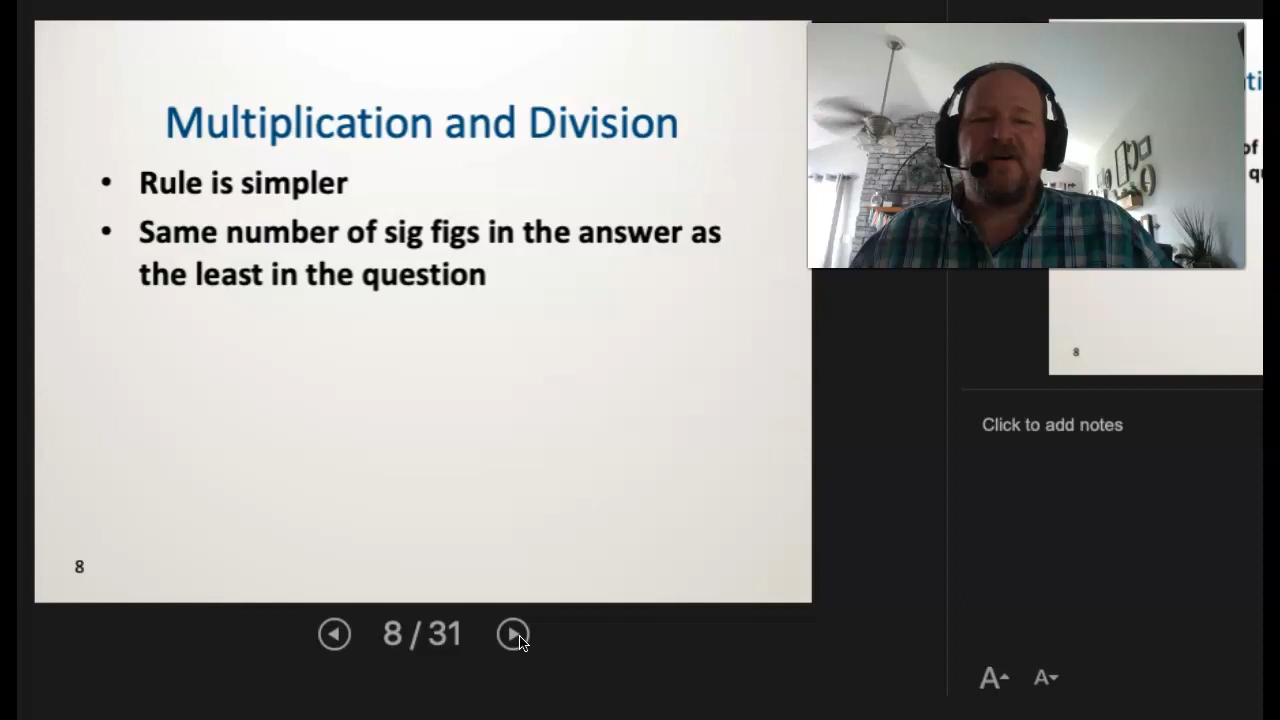 Multiplication and Division
• Rule is simpler
• Same number of sig figs in the answer as
the least in the question
8
8 / 31
of
8
Click to add notes
A
A